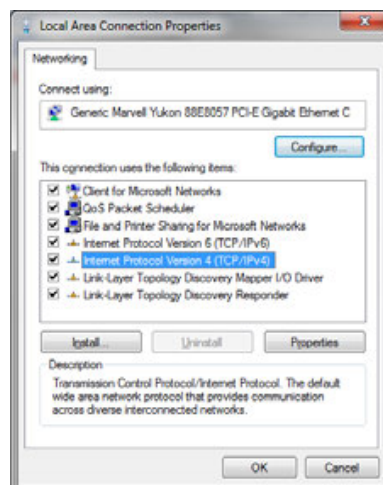 Local Area Connection Properties
Networking
Connect using:
Generic Marvell Yukon 88E8057 PCI-E Gigabit Ethernet C
Configure...
This connection uses the following items:
Client for Microsoft Networks
QoS Packet Scheduler
File and Printer Sharing for Microsoft Networks
Internet Protocol Version 6 (TCP/IPv6)
Internet Protocol Version 4 (TCP/IPv4)
Link-Layer Topology Discovery Mapper I/O Driver
Link-Layer Topology Discovery Responder
Install...
Uninstall
Properties
Description
Transmission Control Protocol/Internet Protocol. The default
wide area network protocol that provides communication
across diverse interconnected networks.
OK
Cancel